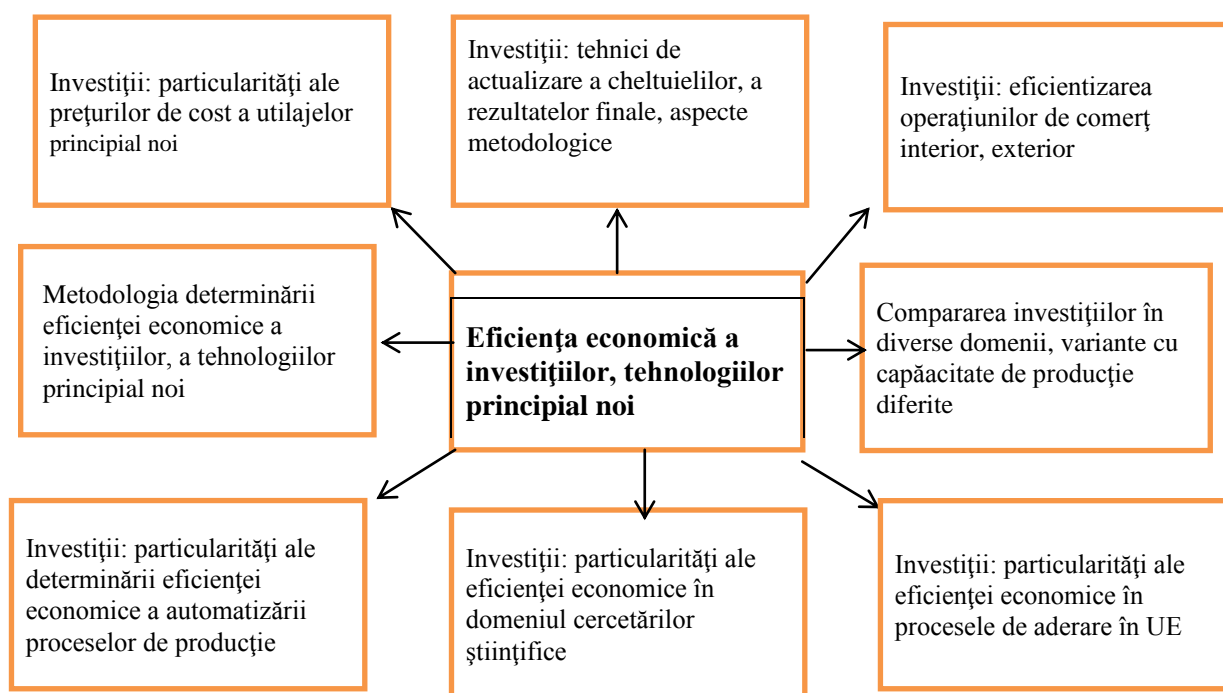 Investiţii: particularităţi ale
preţurilor de cost a utilajelor
principial noi
Investiţii: tehnici de
actualizare a cheltuielilor, a
rezultatelor finale, aspecte
metodologice
Investiţii: eficientizarea
operaţiunilor de comerţ
interior, exterior
Metodologia determinării
eficienţei economice a
investiţiilor, a tehnologiilor
principial noi
Eficienţa economică a
investiţiilor, tehnologiilor
principial noi
Compararea investiţiilor în
diverse domenii, variante cu
capăacitate de producţie
diferite
Investiţii: particularităţi ale
determinării eficienţei
economice a automatizării
proceselor de producţie
Investiţii: particularităţi ale
eficienţei economice în
domeniul cercetărilor
ştiinţifice
Investiţii: particularităţi ale
eficienţei economice în
procesele de aderare în UE